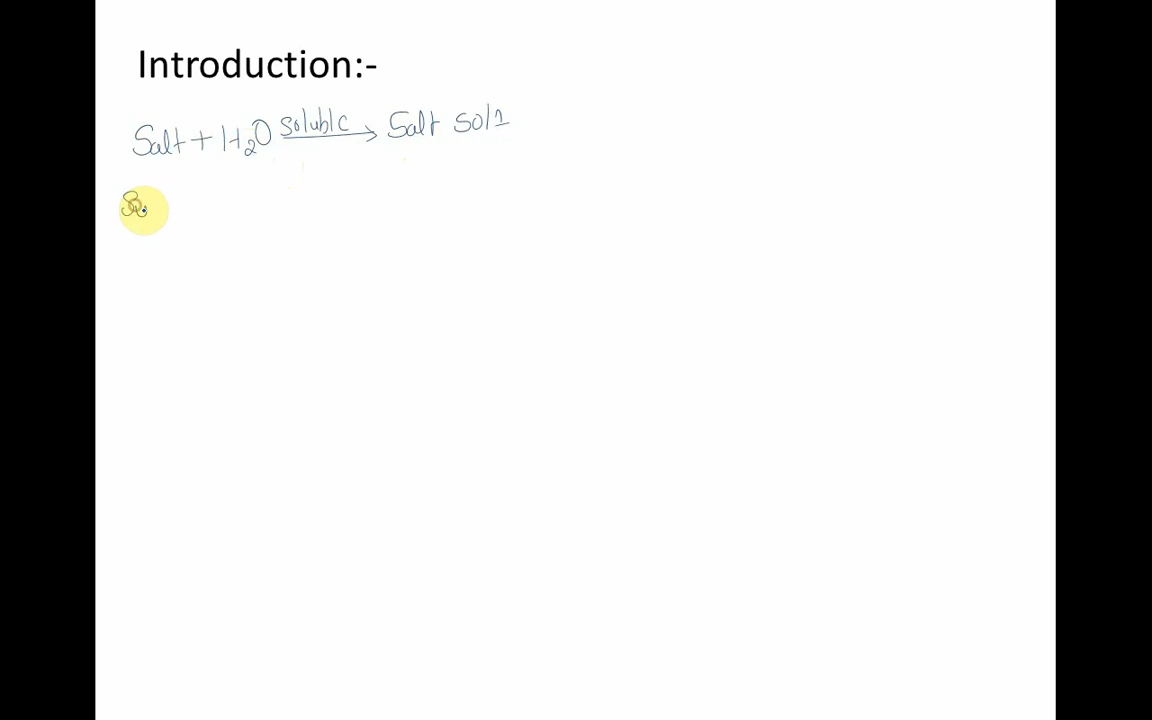 Introduction:-
Salt + H₂O soluble → Salt sol1